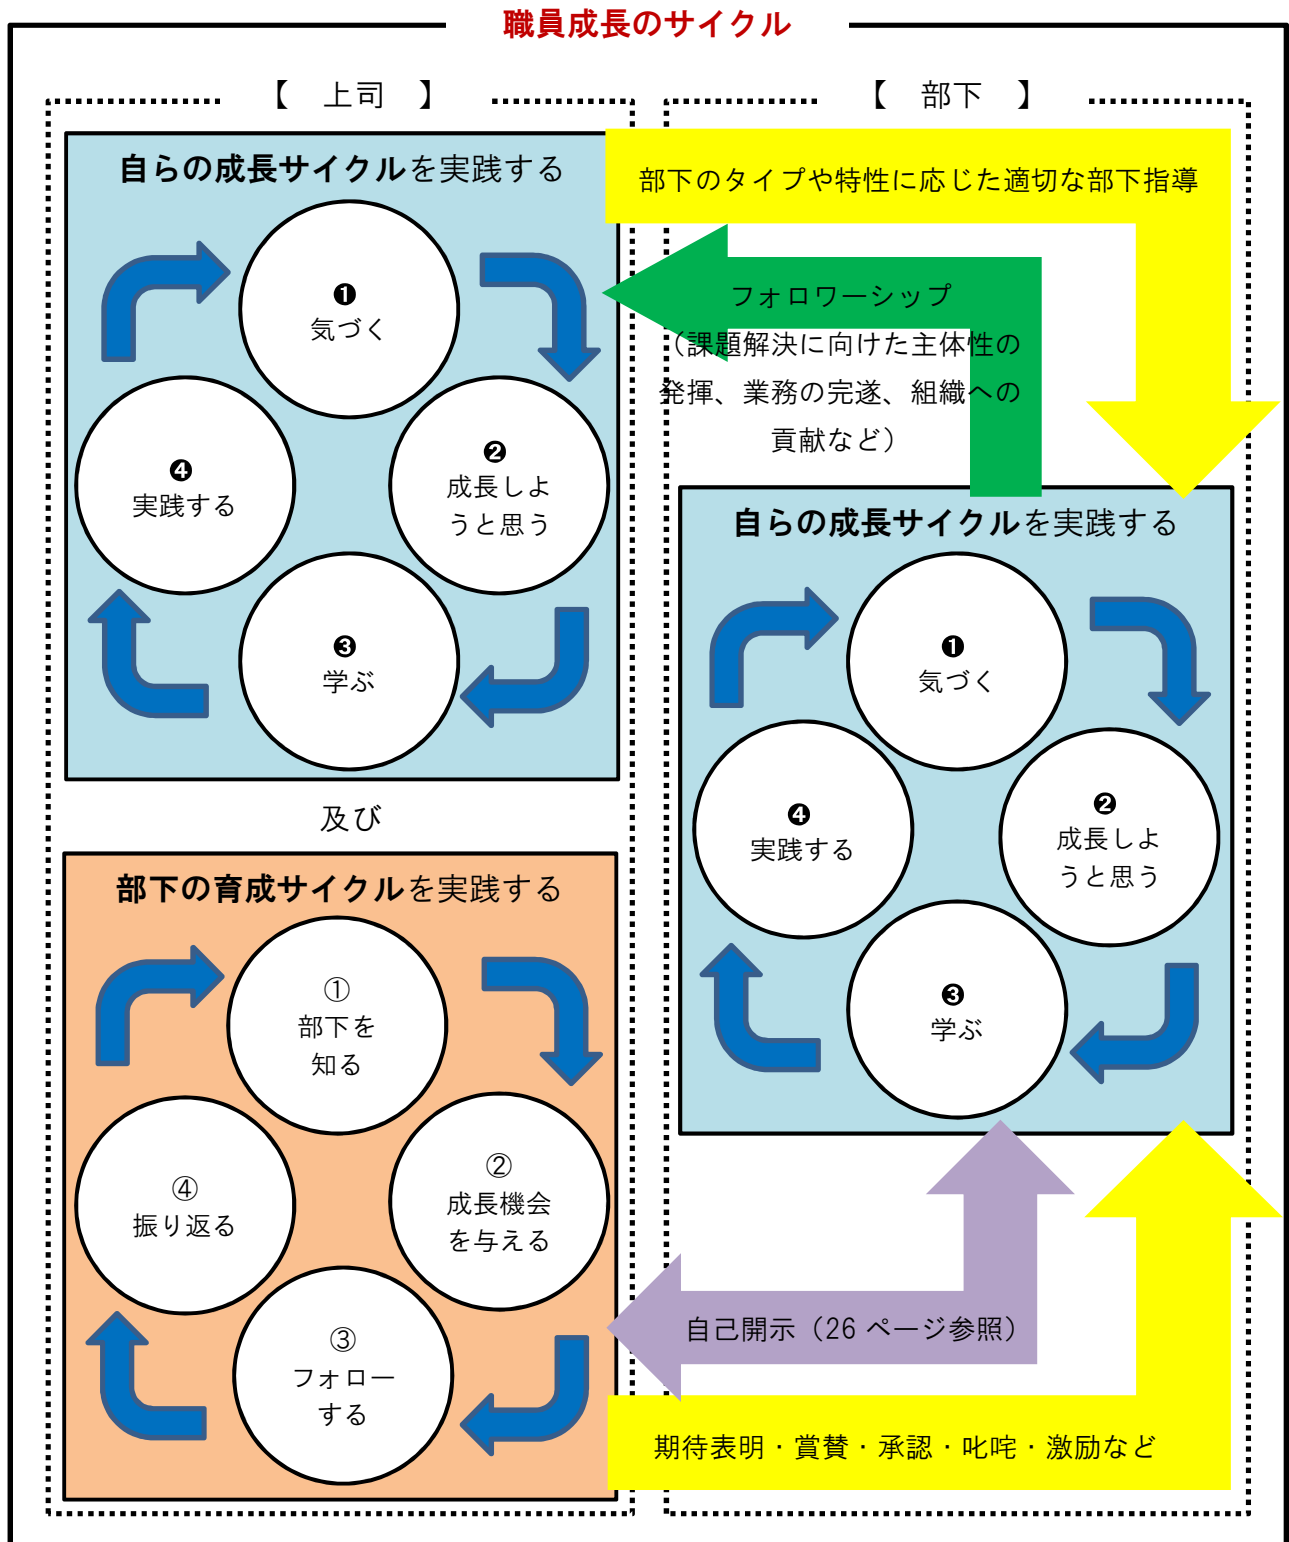 職員成長のサイクル
【　上司　】
自らの成長サイクルを実践する
❶
気づく
❷
成長しよ
うと思う
❸
学ぶ
❹
実践する
及び
部下の育成サイクルを実践する
①
部下を
知る
②
成長機会
を与える
③
フォロー
する
④
振り返る
【　部下　】
部下のタイプや特性に応じた適切な部下指導
フォロワーシップ
（課題解決に向けた主体性の
発揮、業務の完遂、組織への
貢献など）
自らの成長サイクルを実践する
❶
気づく
❷
成長しよ
うと思う
❸
学ぶ
❹
実践する
自己開示（26 ページ参照）
期待表明・賞賛・承認・叱咤・激励など